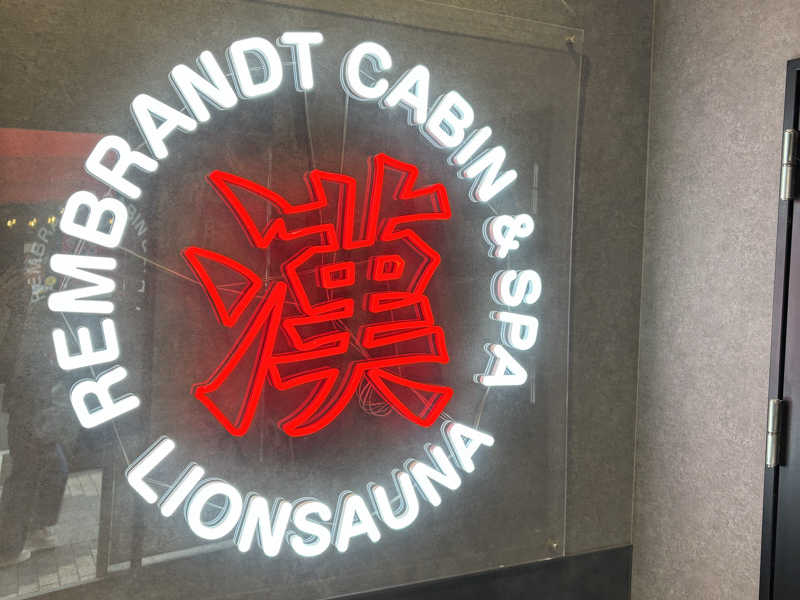 REMBRANDT CABIN & SPA
漢
LIONSAUNA